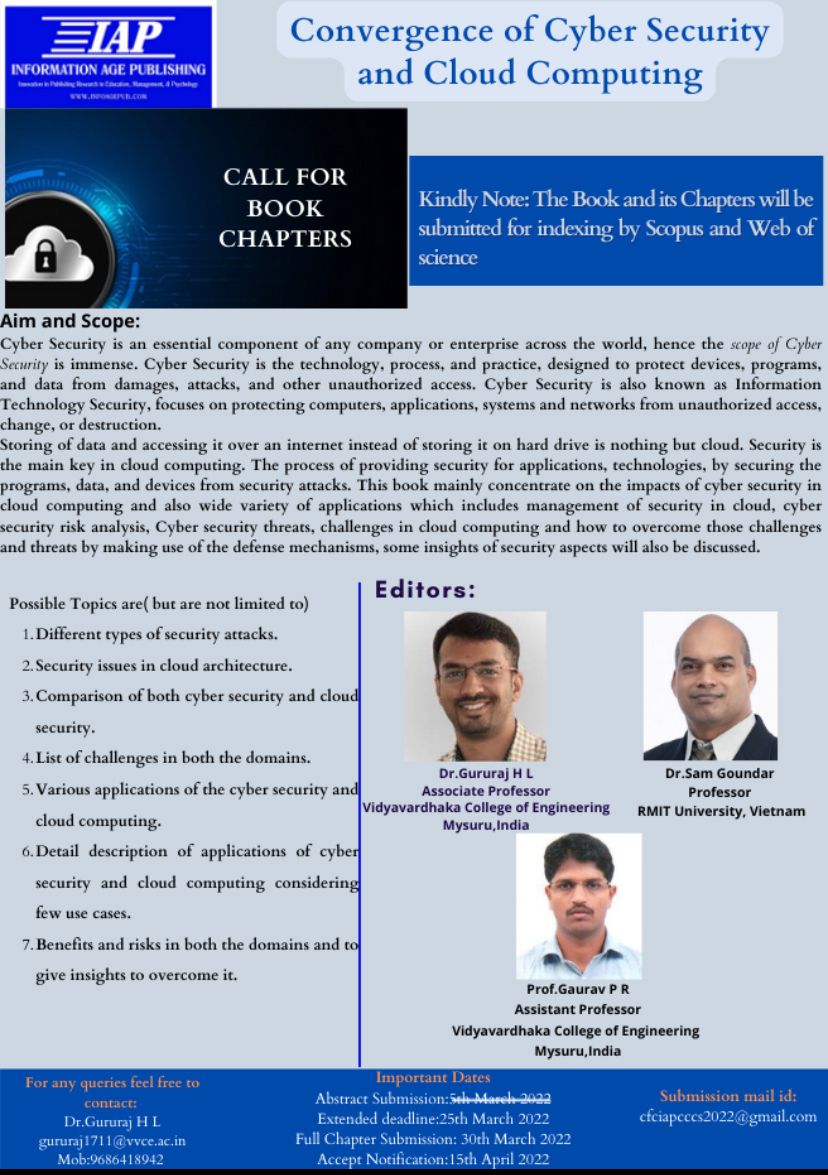 IAP
INFORMATION AGE PUBLISHING
Innovation in Publishing Research in Education, Management, & Psychology
WWW.INFOAGEPUB.COM
Convergence of Cyber Security
and Cloud Computing
CALL FOR
BOOK
CHAPTERS
Kindly Note: The Book and its Chapters will be
submitted for indexing by Scopus and Web of
science
Aim and Scope:
Cyber Security is an essential component of any company or enterprise across the world, hence the scope of Cyber
Security is immense. Cyber Security is the technology, process, and practice, designed to protect devices, programs,
and data from damages, attacks, and other unauthorized access. Cyber Security is also known as Information
Technology Security, focuses on protecting computers, applications, systems and networks from unauthorized access,
change, or destruction.
Storing of data and accessing it over an internet instead of storing it on hard drive is nothing but cloud. Security is
the main key in cloud computing. The process of providing security for applications, technologies, by securing the
programs, data, and devices from security attacks. This book mainly concentrate on the impacts of cyber security in
cloud computing and also wide variety of applications which includes management of security in cloud, cyber
security risk analysis, Cyber security threats, challenges in cloud computing and how to overcome those challenges
and threats by making use of the defense mechanisms, some insights of security aspects will also be discussed.
Possible Topics are( but are not limited to)
1. Different types of security attacks.
2. Security issues in cloud architecture.
3. Comparison of both cyber security and cloud
security.
4. List of challenges in both the domains.
5. Various applications of the cyber security and
cloud computing.
6. Detail description of applications of cyber
security and cloud computing considering
few use cases.
7. Benefits and risks in both the domains and to
give insights to overcome it.
Editors:
Dr.Gururaj H L
Associate Professor
Vidyavardhaka College of Engineering
Mysuru,India
Dr.Sam Goundar
Professor
RMIT University, Vietnam
Prof.Gaurav P R
Assistant Professor
Vidyavardhaka College of Engineering
Mysuru,India
For any queries feel free to
contact:
Dr.Gururaj H L
gururaj1711@vvce.ac.in
Mob:9686418942
Important Dates
Abstract Submission:5th March 2022
Extended deadline:25th March 2022
Full Chapter Submission: 30th March 2022
Accept Notification:15th April 2022
Submission mail id:
cfciapcccs2022@gmail.com